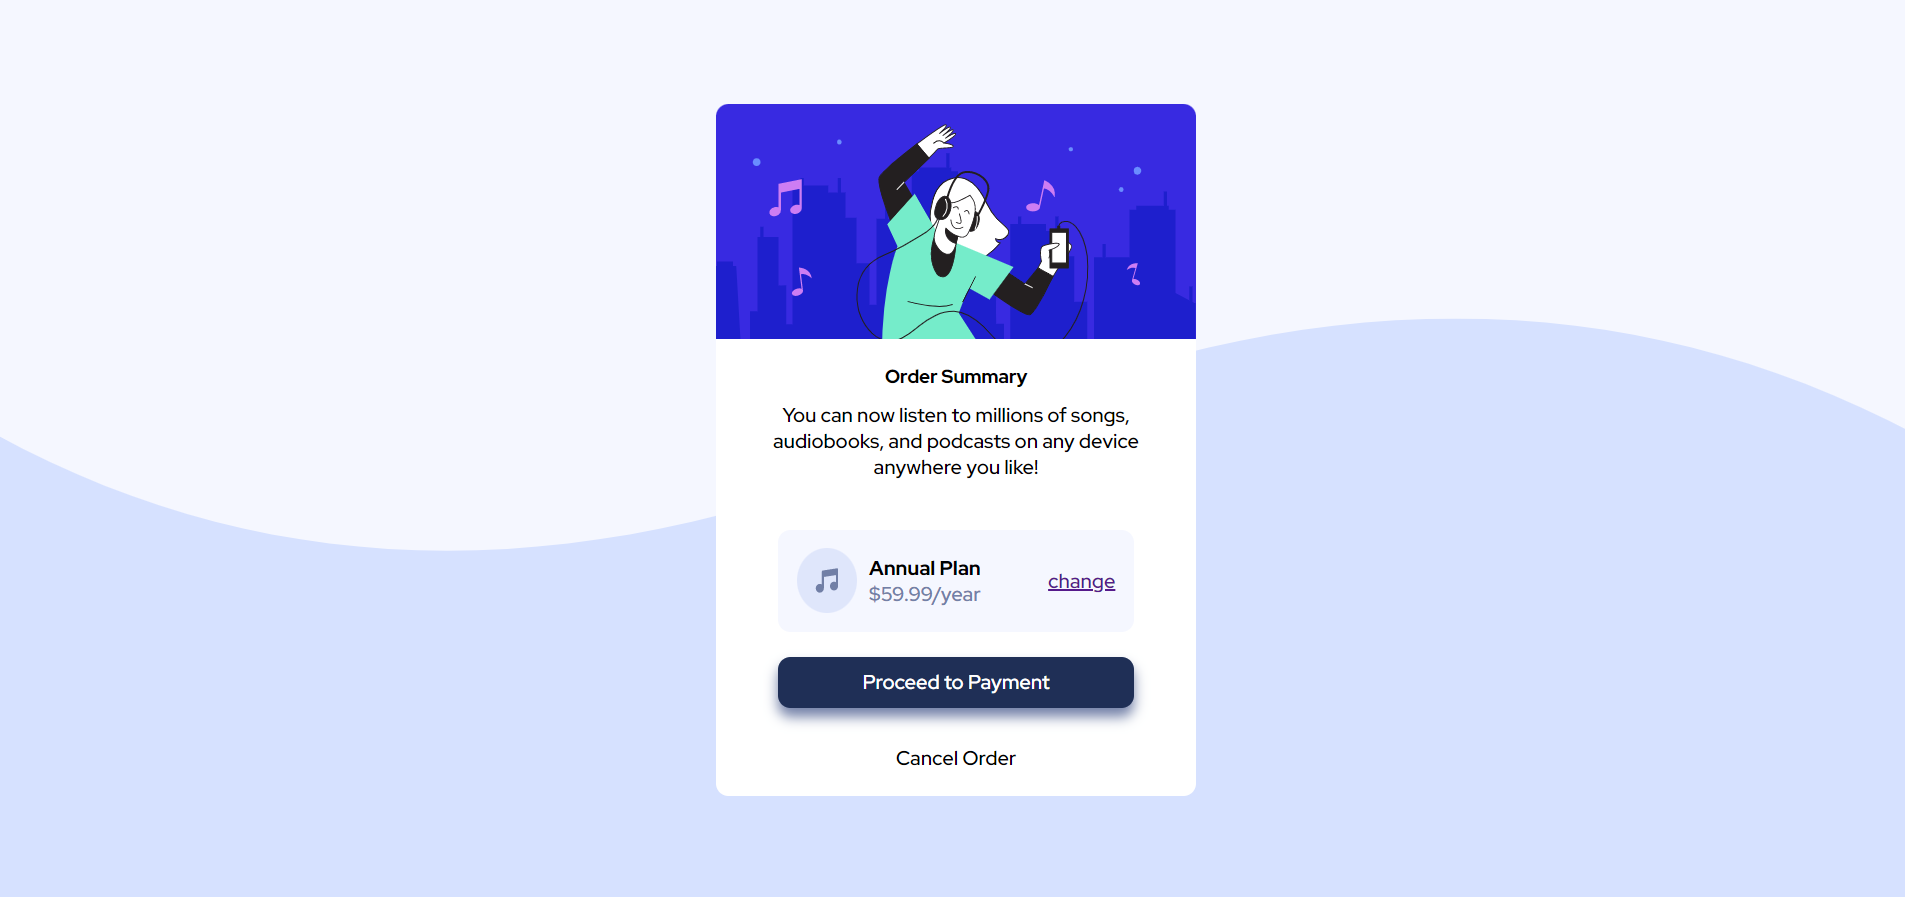 Order Summary
You can now listen to millions of songs,
audiobooks, and podcasts on any device
anywhere you like!
Annual Plan
$59.99/year
change
Proceed to Payment
Cancel Order